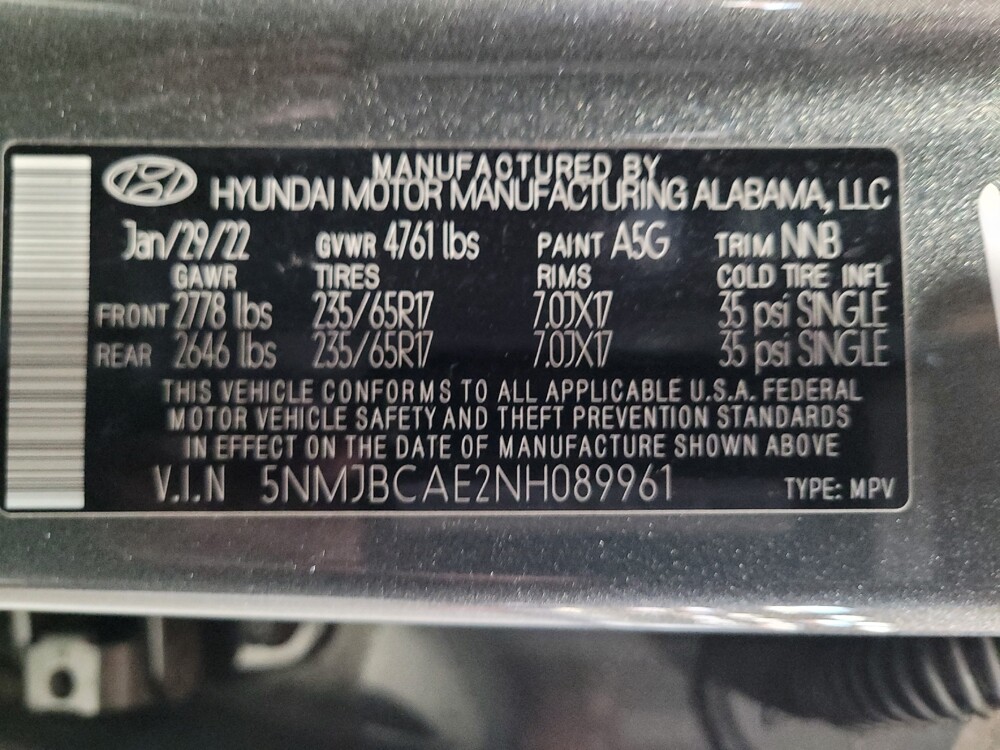 MANUFACTURED BY
HYUNDAI MOTOR MANUFACTURING ALABAMA, LLC
Jan/29/22 GVWR 4761 lbs PAINT A5G TRIM NNB
GAWR TIRES RIMS COLD TIRE INFL
FRONT 2778 lbs 235/65R17 7.0JX17 35 psi SINGLE
REAR 2646 lbs 235/65R17 7.0JX17 35 psi SINGLE
THIS VEHICLE CONFORMS TO ALL APPLICABLE U.S.A. FEDERAL
MOTOR VEHICLE SAFETY AND THEFT PREVENTION STANDARDS
IN EFFECT ON THE DATE OF MANUFACTURE SHOWN ABOVE
V.I.N 5NMJBCAE2NH089961 TYPE: MPV